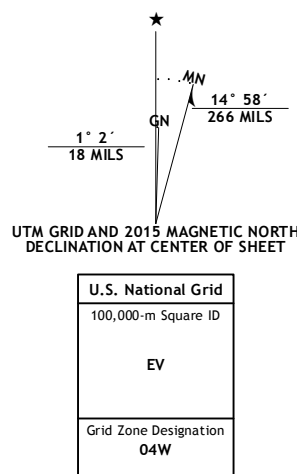 ★
MN
GN
14° 58´
266 MILS
1° 2´
18 MILS
UTM GRID AND 2015 MAGNETIC NORTH
DECLINATION AT CENTER OF SHEET
U.S. National Grid
100,000-m Square ID
EV
Grid Zone Designation
04W